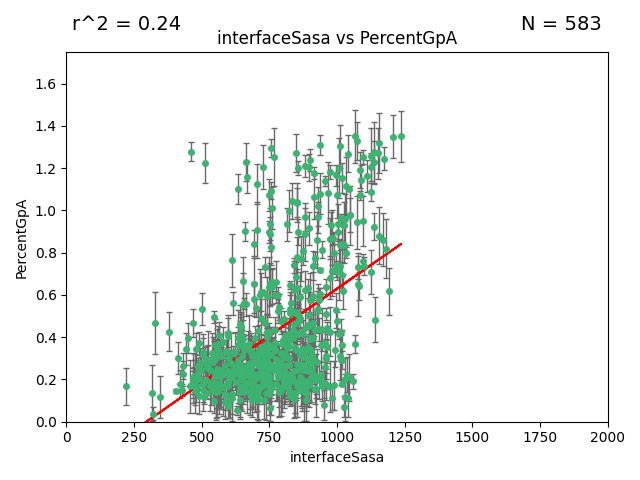 r^2 = 0.24
N = 583
interfaceSasa vs PercentGpA
PercentGpA
1.6
1.4
1.2
1.0
0.8
0.6
0.4
0.2
0.0
0 250 500 750 1000 1250 1500 1750 2000
interfaceSasa